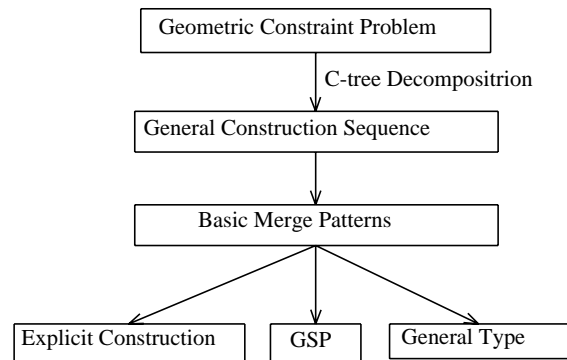 Geometric Constraint Problem
C-tree Decompositrion
General Construction Sequence
Basic Merge Patterns
Explicit Construction
GSP
General Type